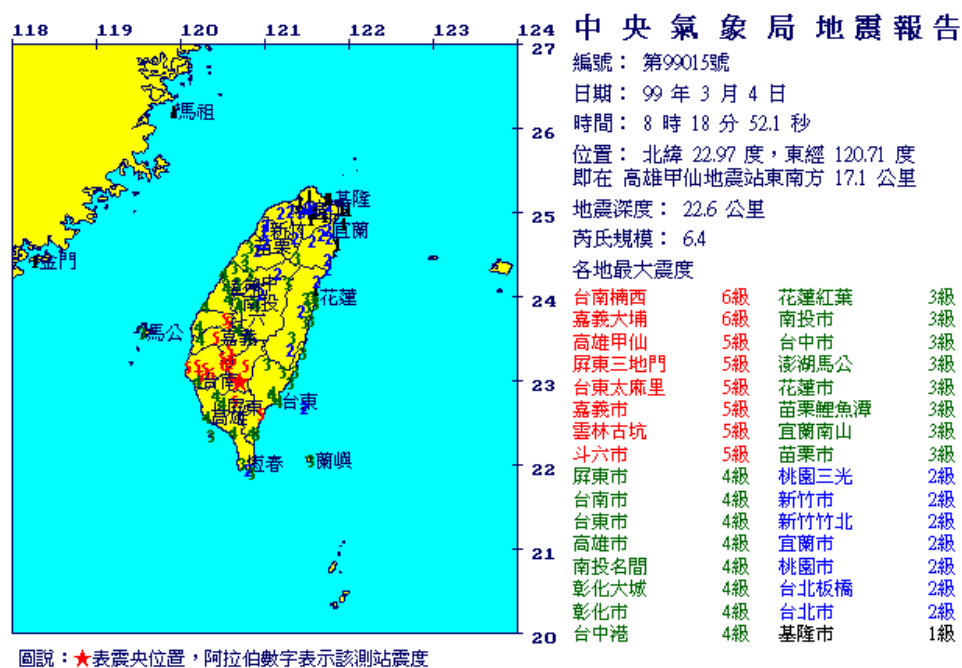 中央氣象局地震報告
編號： 第99015號
日期： 99 年 3 月 4 日
時間： 8 時 18 分 52.1 秒
位置： 北緯 22.97 度，東經 120.71 度
即在 高雄甲仙地震站東南方 17.1 公里
地震深度： 22.6 公里
芮氏規模： 6.4
各地最大震度
台南楠西 6級 花蓮紅葉 3級
嘉義大埔 6級 南投市 3級
高雄甲仙 5級 台中市 3級
屏東三地門 5級 澎湖馬公 3級
台東太麻里 5級 花蓮市 3級
嘉義市 5級 苗栗鯉魚潭 3級
雲林古坑 5級 宜蘭南山 3級
斗六市 5級 苗栗市 3級
屏東市 4級 桃園三光 2級
台南市 4級 新竹市 2級
台東市 4級 新竹竹北 2級
高雄市 4級 宜蘭市 2級
南投名間 4級 桃園市 2級
彰化大城 4級 台北板橋 2級
彰化市 4級 台北市 2級
台中港 4級 基隆市 1級
118 119 120 121 122 123 124
27
26
25
24
23
22
21
20
馬祖
基隆
新竹
宜蘭
苗栗
金門
南投
花蓮
斗六
馬公
嘉義
台南
台東
屏東
高雄
恆春
蘭嶼
圖說：★表震央位置，阿拉伯數字表示該測站震度